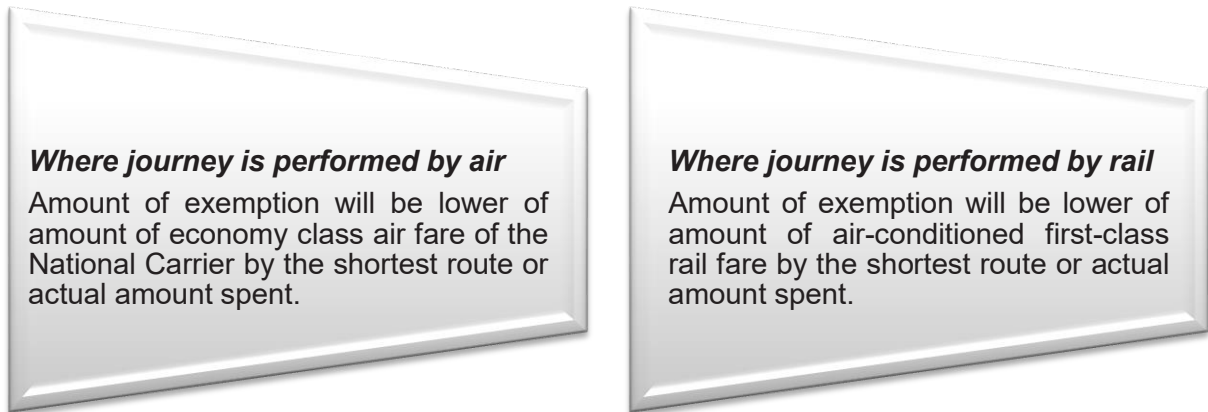 Where journey is performed by air
Amount of exemption will be lower of
amount of economy class air fare of the
National Carrier by the shortest route or
actual amount spent.
Where journey is performed by rail
Amount of exemption will be lower of
amount of air-conditioned first-class
rail fare by the shortest route or actual
amount spent.